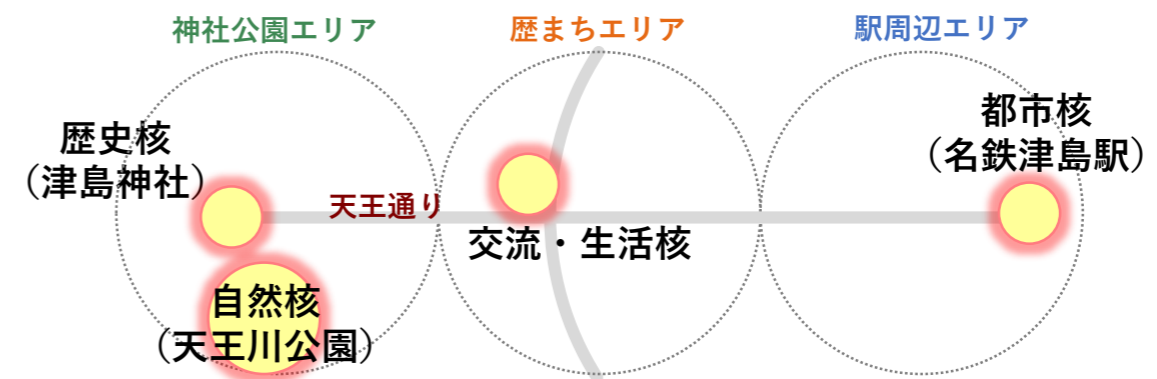 神社公園エリア
歴まちエリア
駅周辺エリア
歴史核
（津島神社）
都市核
（名鉄津島駅）
天王通り
交流・生活核
自然核
（天王川公園）